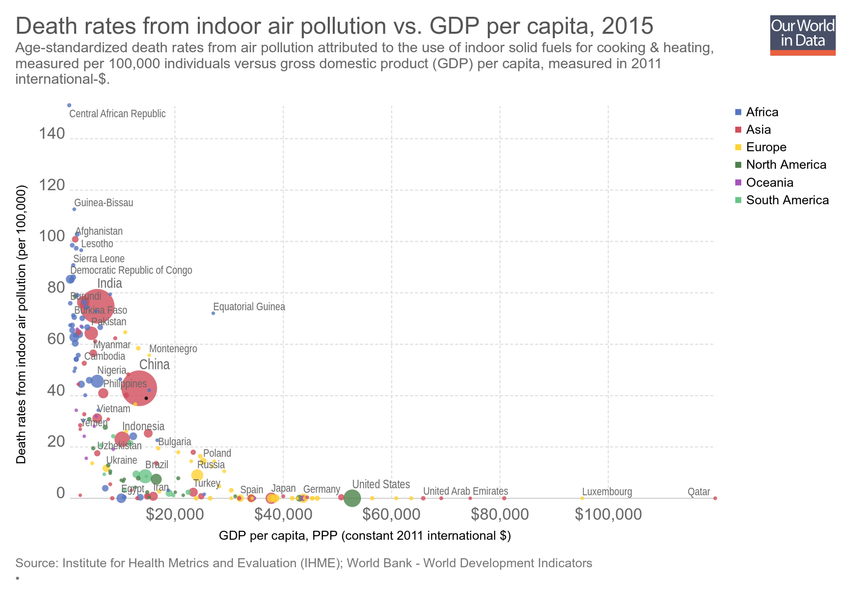 Death rates from indoor air pollution vs. GDP per capita, 2015
Our World
in Data
Age-standardized death rates from air pollution attributed to the use of indoor solid fuels for cooking & heating,
measured per 100,000 individuals versus gross domestic product (GDP) per capita, measured in 2011
international-$.
Africa
Asia
Europe
North America
Oceania
South America
Death rates from indoor air pollution (per 100,000)
140
120
100
80
60
40
20
0
Central African Republic
Guinea-Bissau
Afghanistan
Lesotho
Sierra Leone
Democratic Republic of Congo
India
Burundi
Equatorial Guinea
Burkina Faso
Pakistan
Myanmar
Montenegro
Cambodia
China
Nigeria
Philippines
Vietnam
Yemen
Indonesia
Uzbekistan
Bulgaria
Poland
Ukraine
Brazil
Russia
Egypt
Iran
Turkey
Spain
Japan
Germany
United States
United Arab Emirates
Luxembourg
Qatar
$20,000
$40,000
$60,000
$80,000
$100,000
GDP per capita, PPP (constant 2011 international $)
Source: Institute for Health Metrics and Evaluation (IHME); World Bank - World Development Indicators
•